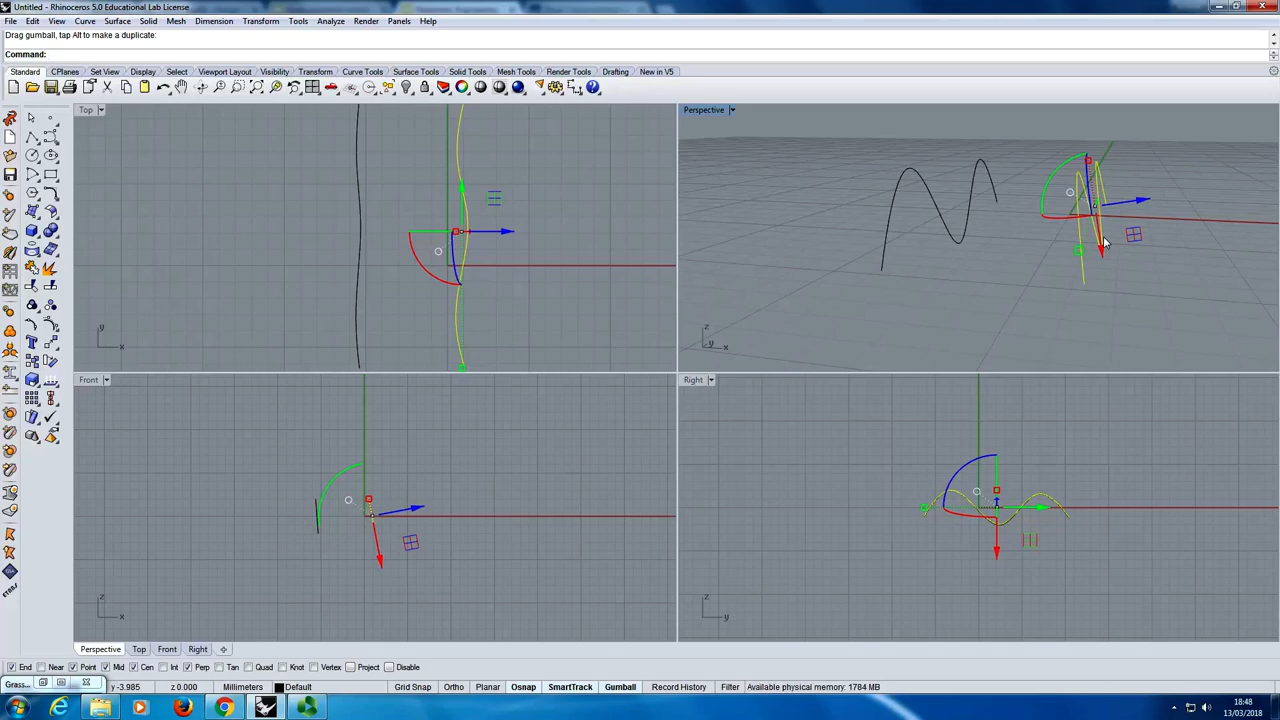 Untitled - Rhinoceros 5.0 Educational Lab License
File Edit View Curve Surface Solid Mesh Dimension Transform Tools Analyze Render Panels Help
Drag gumball, tap Alt to make a duplicate:
Command:
Standard CPlanes Set View Display Select Viewport Layout Visibility Transform Curve Tools Surface Tools Solid Tools Mesh Tools Render Tools Drafting New in V5
Top
Perspective
y
x
z
y x
Front
Right
z
x
z
y
Perspective Top Front Right
End Near Point Mid Cen Int Perp Tan Quad Knot Vertex Project Disable
Grass...
y -3.985 z 0.000 Millimeters Default Grid Snap Ortho Planar Osnap SmartTrack Gumball Record History Filter Available physical memory: 1784 MB
18:48
13/03/2018